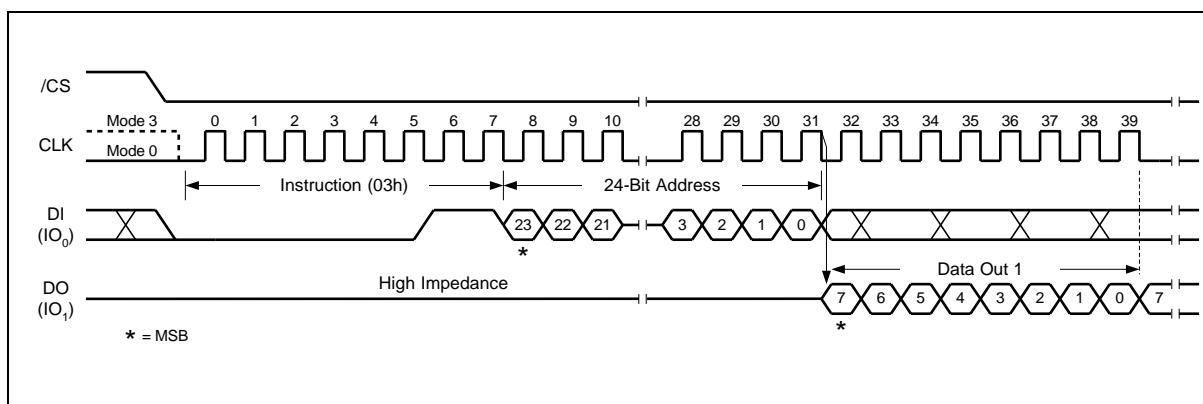 /CS
Mode 3
0 1 2 3 4 5 6 7 8 9 10 28 29 30 31 32 33 34 35 36 37 38 39
CLK
Mode 0
Instruction (03h)
24-Bit Address
DI
(IO₀)
23 22 21 3 2 1 0
*
Data Out 1
High Impedance
DO
(IO₁)
7 6 5 4 3 2 1 0 7
*
* = MSB